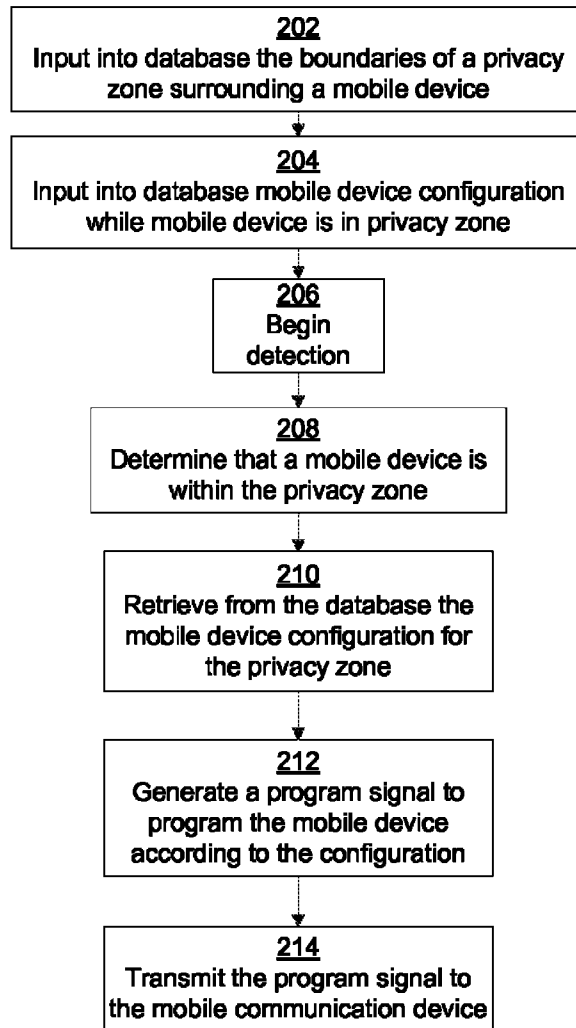 202
Input into database the boundaries of a privacy
zone surrounding a mobile device
204
Input into database mobile device configuration
while mobile device is in privacy zone
206
Begin
detection
208
Determine that a mobile device is
within the privacy zone
210
Retrieve from the database the
mobile device configuration for
the privacy zone
212
Generate a program signal to
program the mobile device
according to the configuration
214
Transmit the program signal to
the mobile communication device